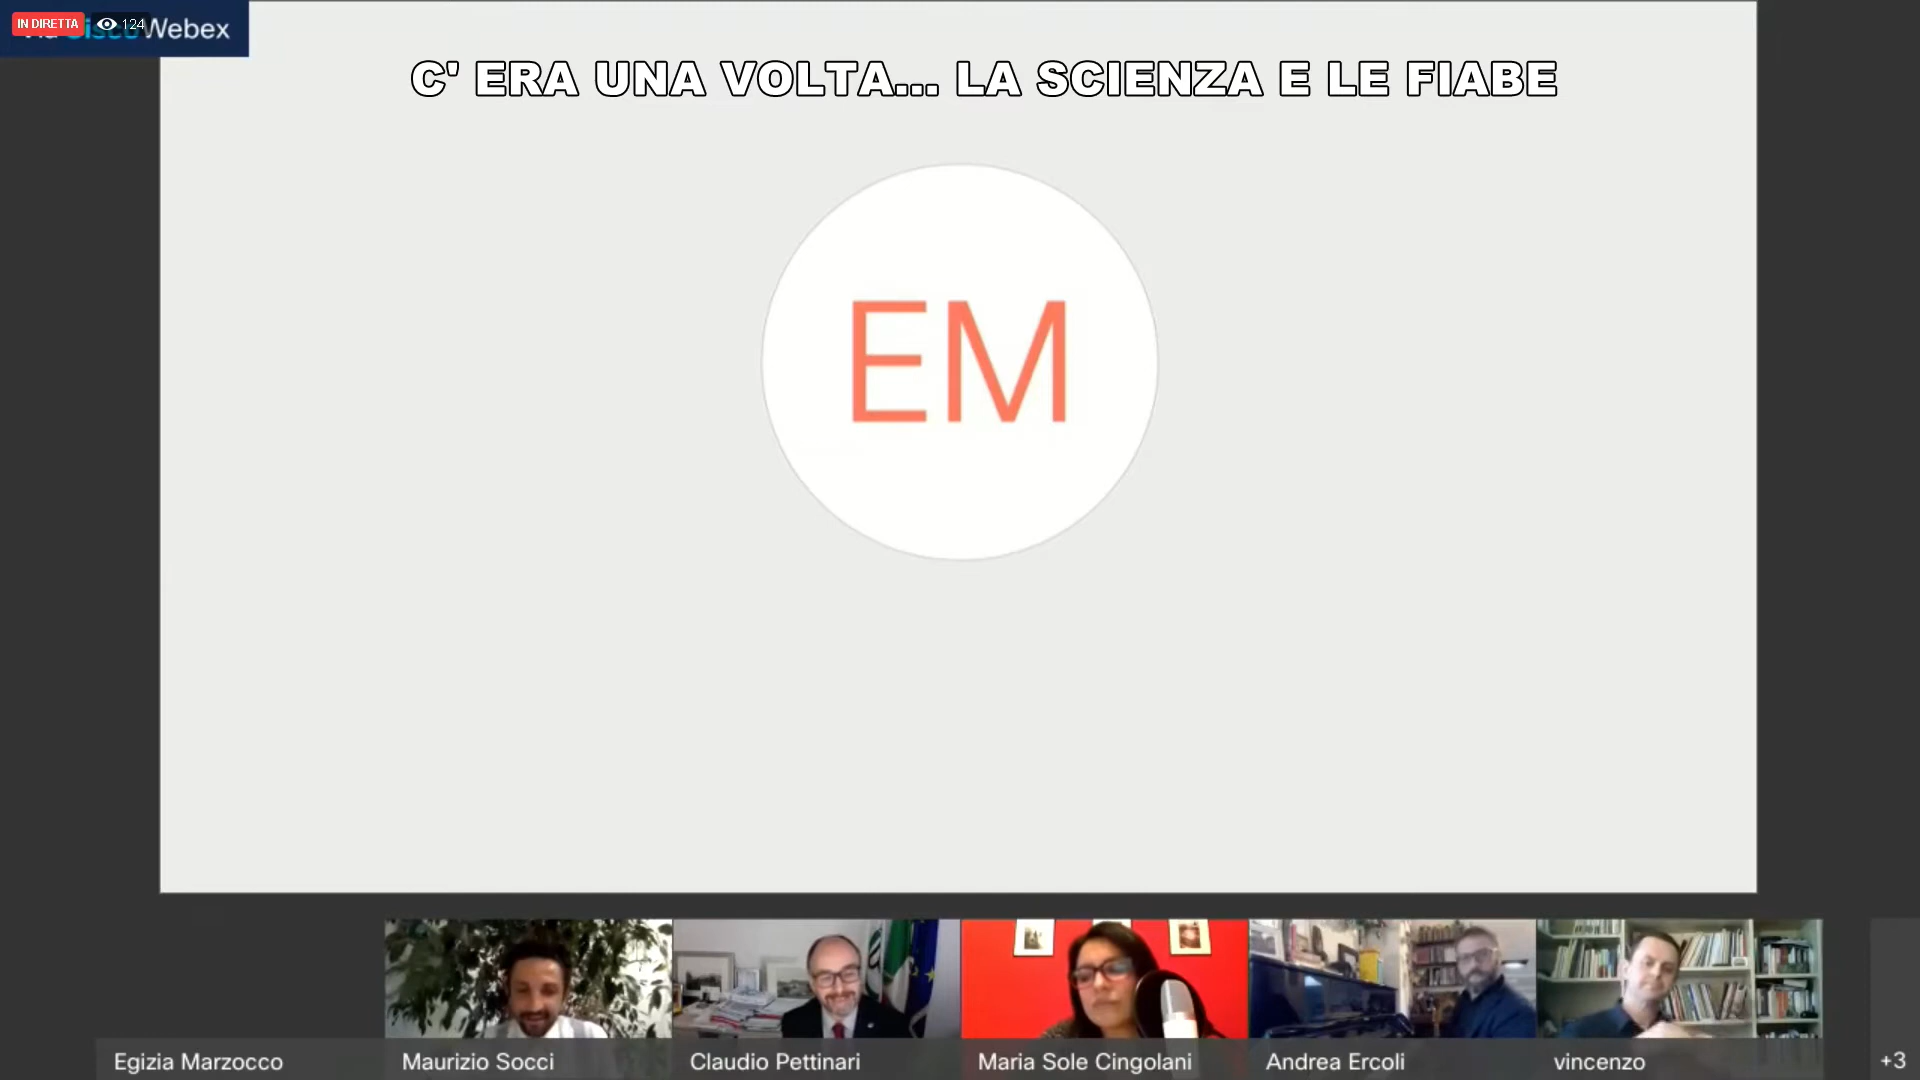 IN DIRETTA 124
Webex
C' ERA UNA VOLTA... LA SCIENZA E LE FIABE
EM
Egizia Marzocco
Maurizio Socci
Claudio Pettinari
Maria Sole Cingolani
Andrea Ercoli
vincenzo
+3